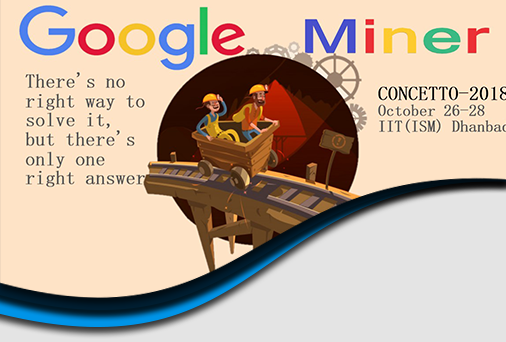 Google Miner
There's no
right way to
solve it,
but there's
only one
right answer
CONCETTO-2018
October 26-28
IIT(ISM) Dhanbad